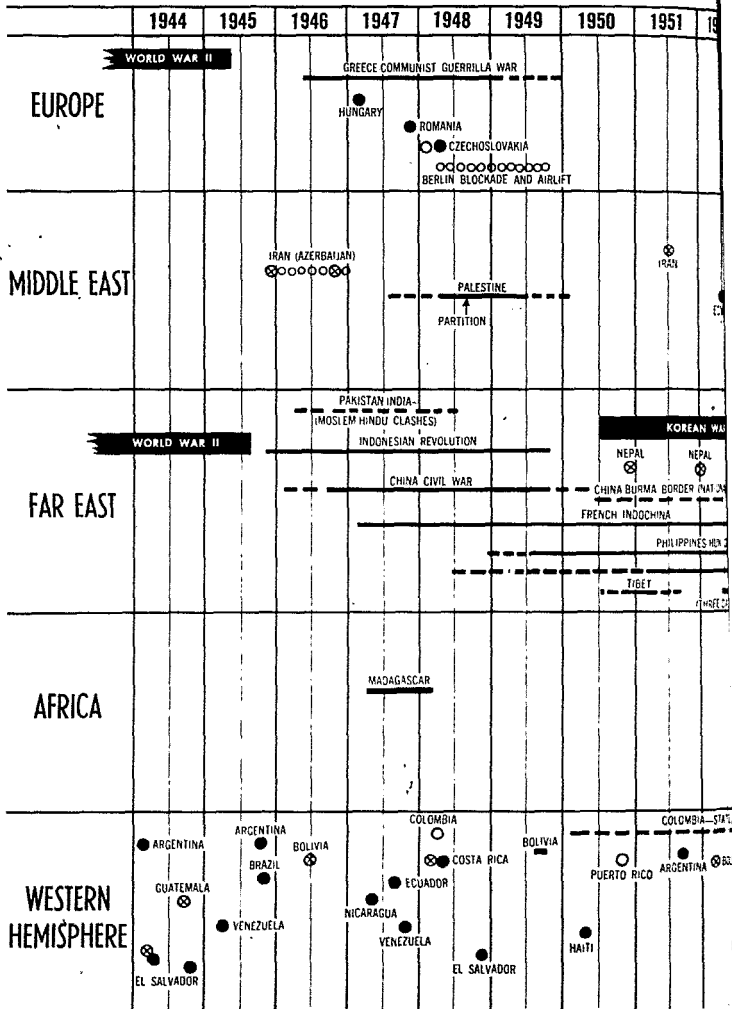 1944 1945 1946 1947 1948 1949 1950 1951
EUROPE
WORLD WAR II
GREECE COMMUNIST GUERRILLA WAR
HUNGARY
ROMANIA
CZECHOSLOVAKIA
BERLIN BLOCKADE AND AIRLIFT
MIDDLE EAST
IRAN (AZERBAIJAN)
IRAN
PALESTINE
PARTITION
FAR EAST
PAKISTAN INDIA-
(MOSLEM HINDU CLASHES)
WORLD WAR II
KOREAN WA
INDONESIAN REVOLUTION
NEPAL NEPAL
CHINA CIVIL WAR
CHINA BURMA BORDER
FRENCH INDOCHINA
PHILIPPINES
TIBET
AFRICA
MADAGASCAR
WESTERN
HEMISPHERE
COLOMBIA
COLOMBIA—STAT
ARGENTINA
ARGENTINA
BOLIVIA
COSTA RICA
BOLIVIA
PUERTO RICO
ARGENTINA
BRAZIL
GUATEMALA
ECUADOR
NICARAGUA
VENEZUELA
VENEZUELA
HAITI
EL SALVADOR
EL SALVADOR